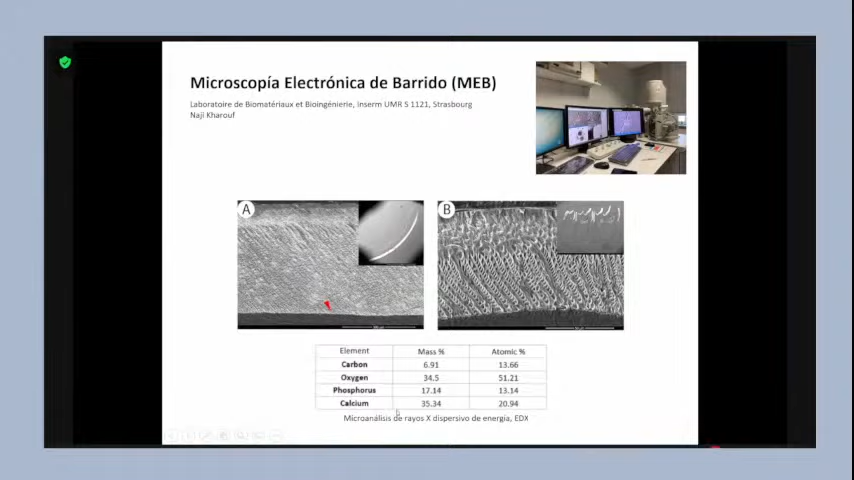 Microscopía Electrónica de Barrido (MEB)
Laboratoire de Biomatériaux et Bioingénierie, Inserm UMR S 1121, Strasbourg
Naji Kharouf
A
B
Element Mass % Atomic %
Carbon 6.91 13.66
Oxygen 34.5 51.21
Phosphorus 17.14 13.14
Calcium 35.34 20.94
Microanálisis de rayos X dispersivo de energía, EDX